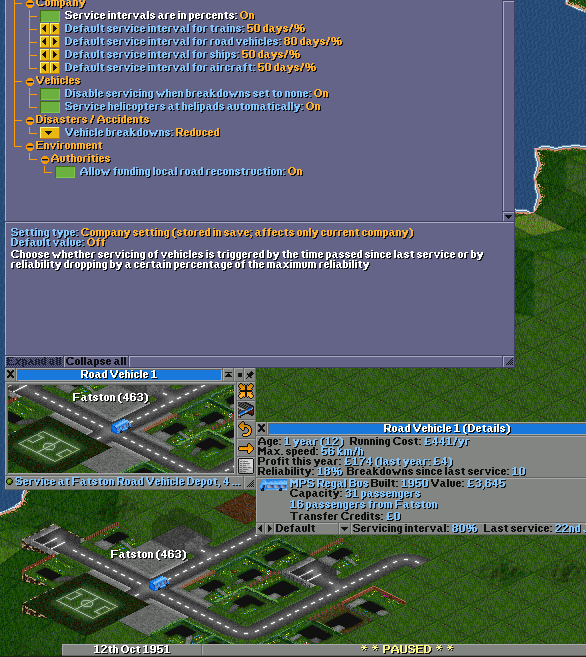 Company
Service intervals are in percents: On
Default service interval for trains: 50 days/%
Default service interval for road vehicles: 80 days/%
Default service interval for ships: 50 days/%
Default service interval for aircraft: 50 days/%
Vehicles
Disable servicing when breakdowns set to none: On
Service helicopters at helipads automatically: On
Disasters / Accidents
Vehicle breakdowns: Reduced
Environment
Authorities
Allow funding local road reconstruction: On
Setting type: Company setting (stored in save; affects only current company)
Default value: Off
Choose whether servicing of vehicles is triggered by the time passed since last service or by
reliability dropping by a certain percentage of the maximum reliability
Expand all Collapse all
X Road Vehicle 1
Fatston (463)
Service at Fatston Road Vehicle Depot, 4 ...
X Road Vehicle 1 (Details)
Age: 1 year (12) Running Cost: £441/yr
Max. speed: 56 km/h
Profit this year: £174 (last year: £4)
Reliability: 18% Breakdowns since last service: 10
MPS Regal Bus Built: 1950 Value: £3,645
Capacity: 31 passengers
16 passengers from Fatston
Transfer Credits: £0
Default Servicing interval: 80% Last service: 22nd
Fatston (463)
12th Oct 1951 * * PAUSED * *